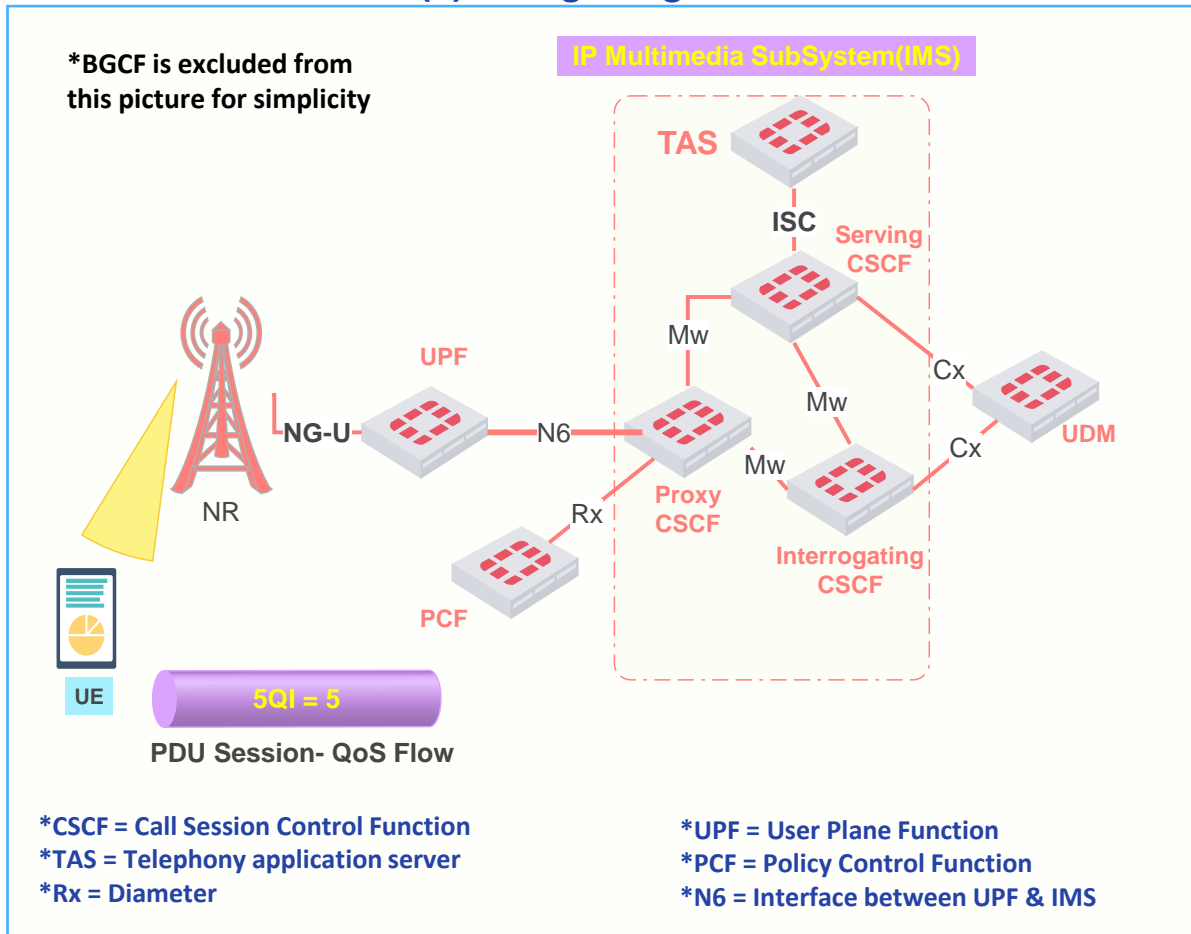 *BGCF is excluded from
this picture for simplicity
IP Multimedia SubSystem(IMS)
TAS
ISC
Serving
CSCF
Mw
Cx
UPF
Mw
NG-U
N6
UDM
Mw
Cx
NR
Proxy
CSCF
Rx
Interrogating
CSCF
PCF
UE
5QI = 5
PDU Session- QoS Flow
*CSCF = Call Session Control Function
*TAS = Telephony application server
*Rx = Diameter
*UPF = User Plane Function
*PCF = Policy Control Function
*N6 = Interface between UPF & IMS